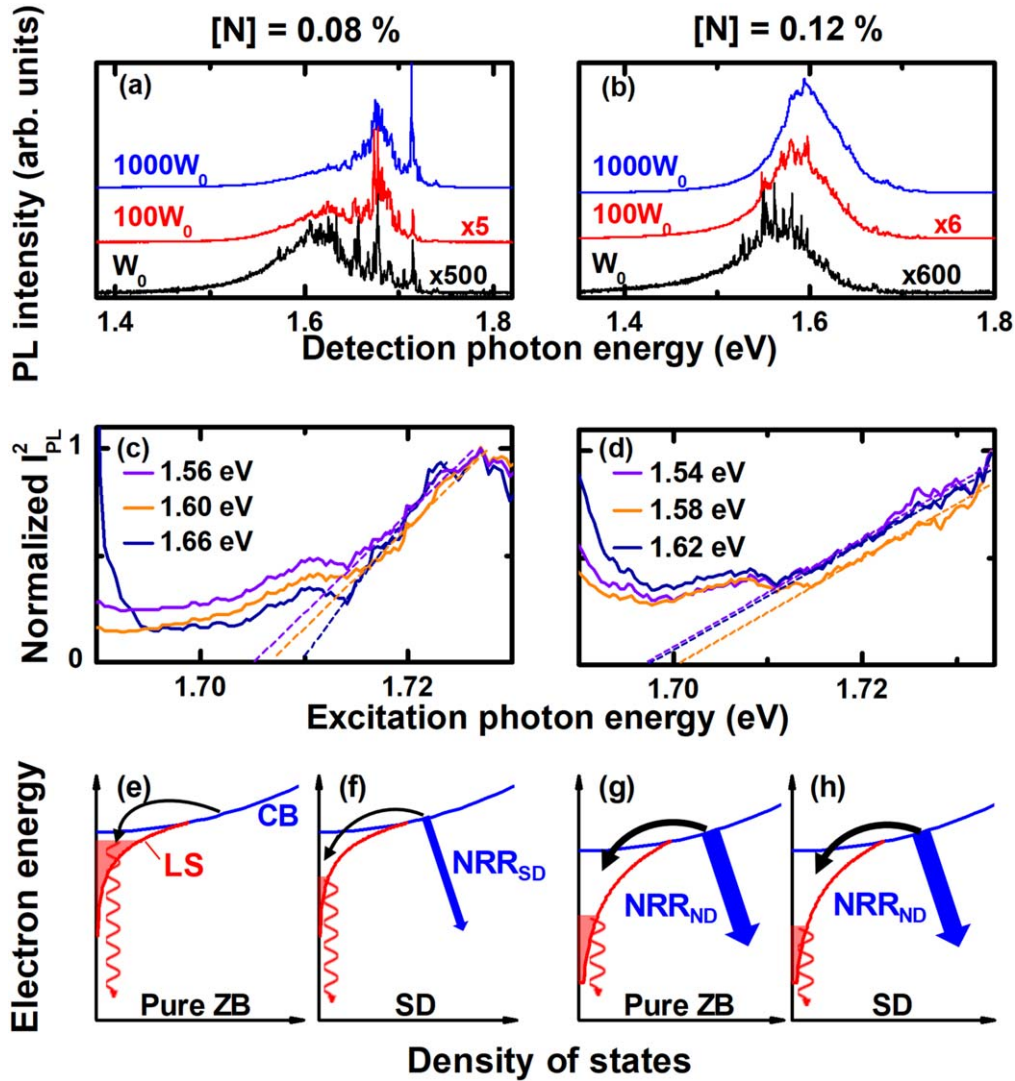 [N] = 0.08 %
[N] = 0.12 %
PL intensity (arb. units)
(a)
1000W0
100W0
x5
W0
x500
1.4
1.6
1.8
(b)
1000W0
100W0
x6
W0
x600
1.4
1.6
1.8
Detection photon energy (eV)
Normalized I²PL
1
0
(c)
1.56 eV
1.60 eV
1.66 eV
1.70
1.72
(d)
1.54 eV
1.58 eV
1.62 eV
1.70
1.72
Excitation photon energy (eV)
Electron energy
(e)
CB
LS
Pure ZB
(f)
NRRSD
SD
(g)
NRRND
Pure ZB
(h)
NRRND
SD
Density of states